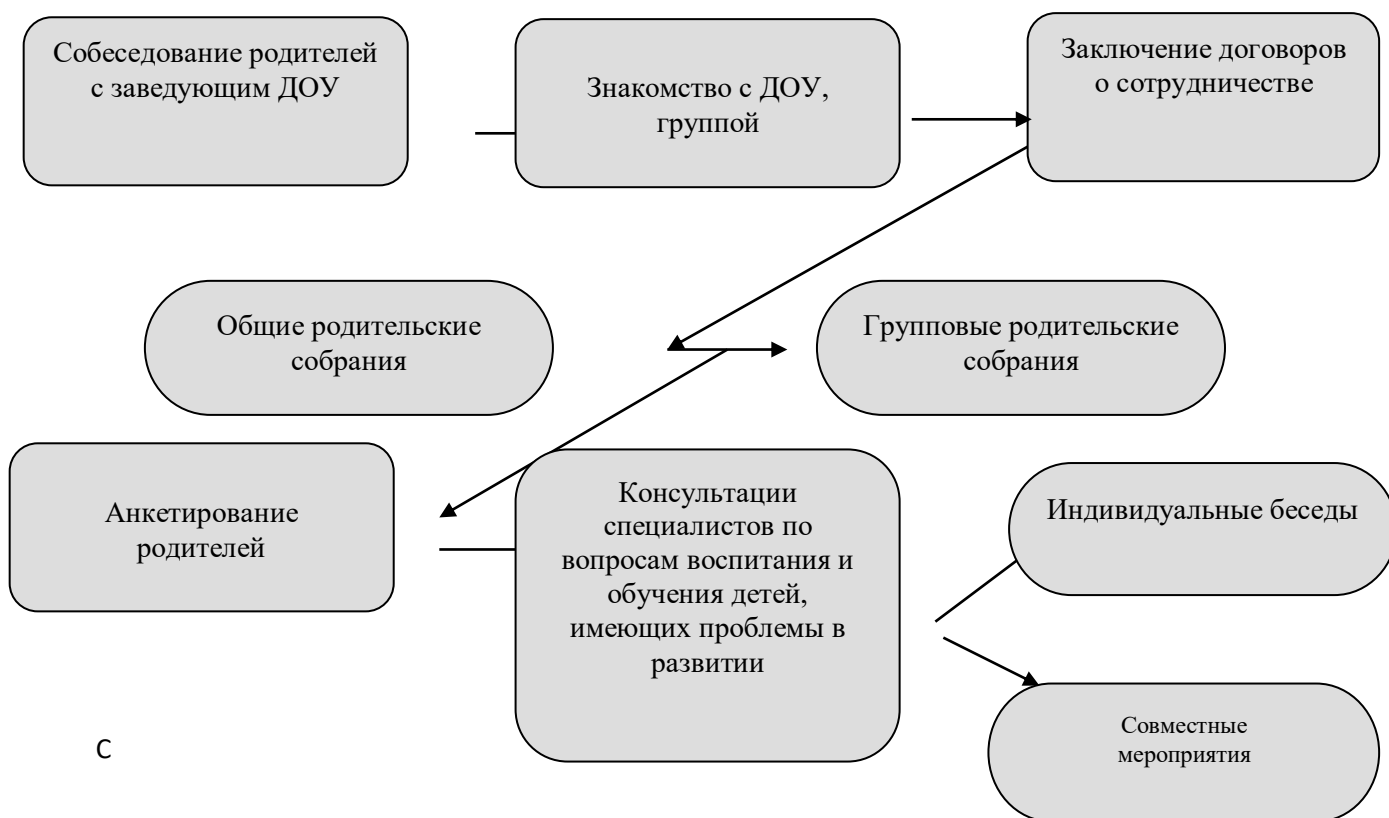 Собеседование родителей
с заведующим ДОУ
Знакомство с ДОУ,
группой
Заключение договоров
о сотрудничестве
Общие родительские
собрания
Групповые родительские
собрания
Анкетирование
родителей
Консультации
специалистов по
вопросам воспитания и
обучения детей,
имеющих проблемы в
развитии
Индивидуальные беседы
Совместные
мероприятия
С